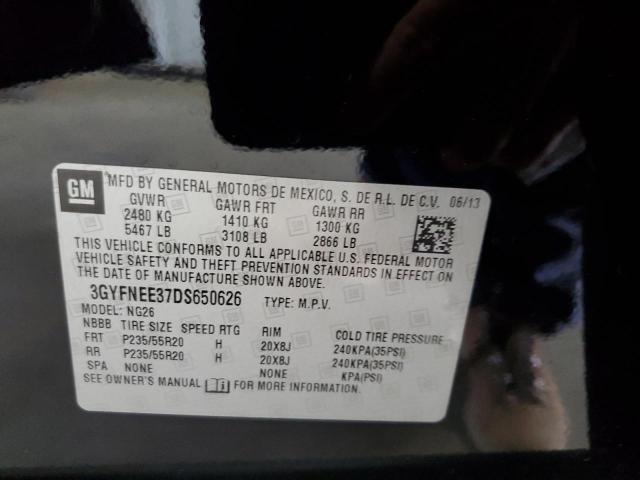 GM MFD BY GENERAL MOTORS DE MEXICO, S. DE R.L. DE C.V. 06/13
GVWR GAWR FRT GAWR RR
2480 KG 1410 KG 1300 KG
5467 LB 3108 LB 2866 LB
THIS VEHICLE CONFORMS TO ALL APPLICABLE U.S. FEDERAL MOTOR
VEHICLE SAFETY AND THEFT PREVENTION STANDARDS IN EFFECT ON
THE DATE OF MANUFACTURE SHOWN ABOVE.
3GYFNEE37DS650626 TYPE: M.P.V.
MODEL: NG26
NBBB TIRE SIZE SPEED RTG RIM COLD TIRE PRESSURE
FRT P235/55R20 H 20X8J 240KPA(35PSI)
RR P235/55R20 H 20X8J 240KPA(35PSI)
SPA NONE NONE KPA(PSI)
SEE OWNER'S MANUAL i FOR MORE INFORMATION.